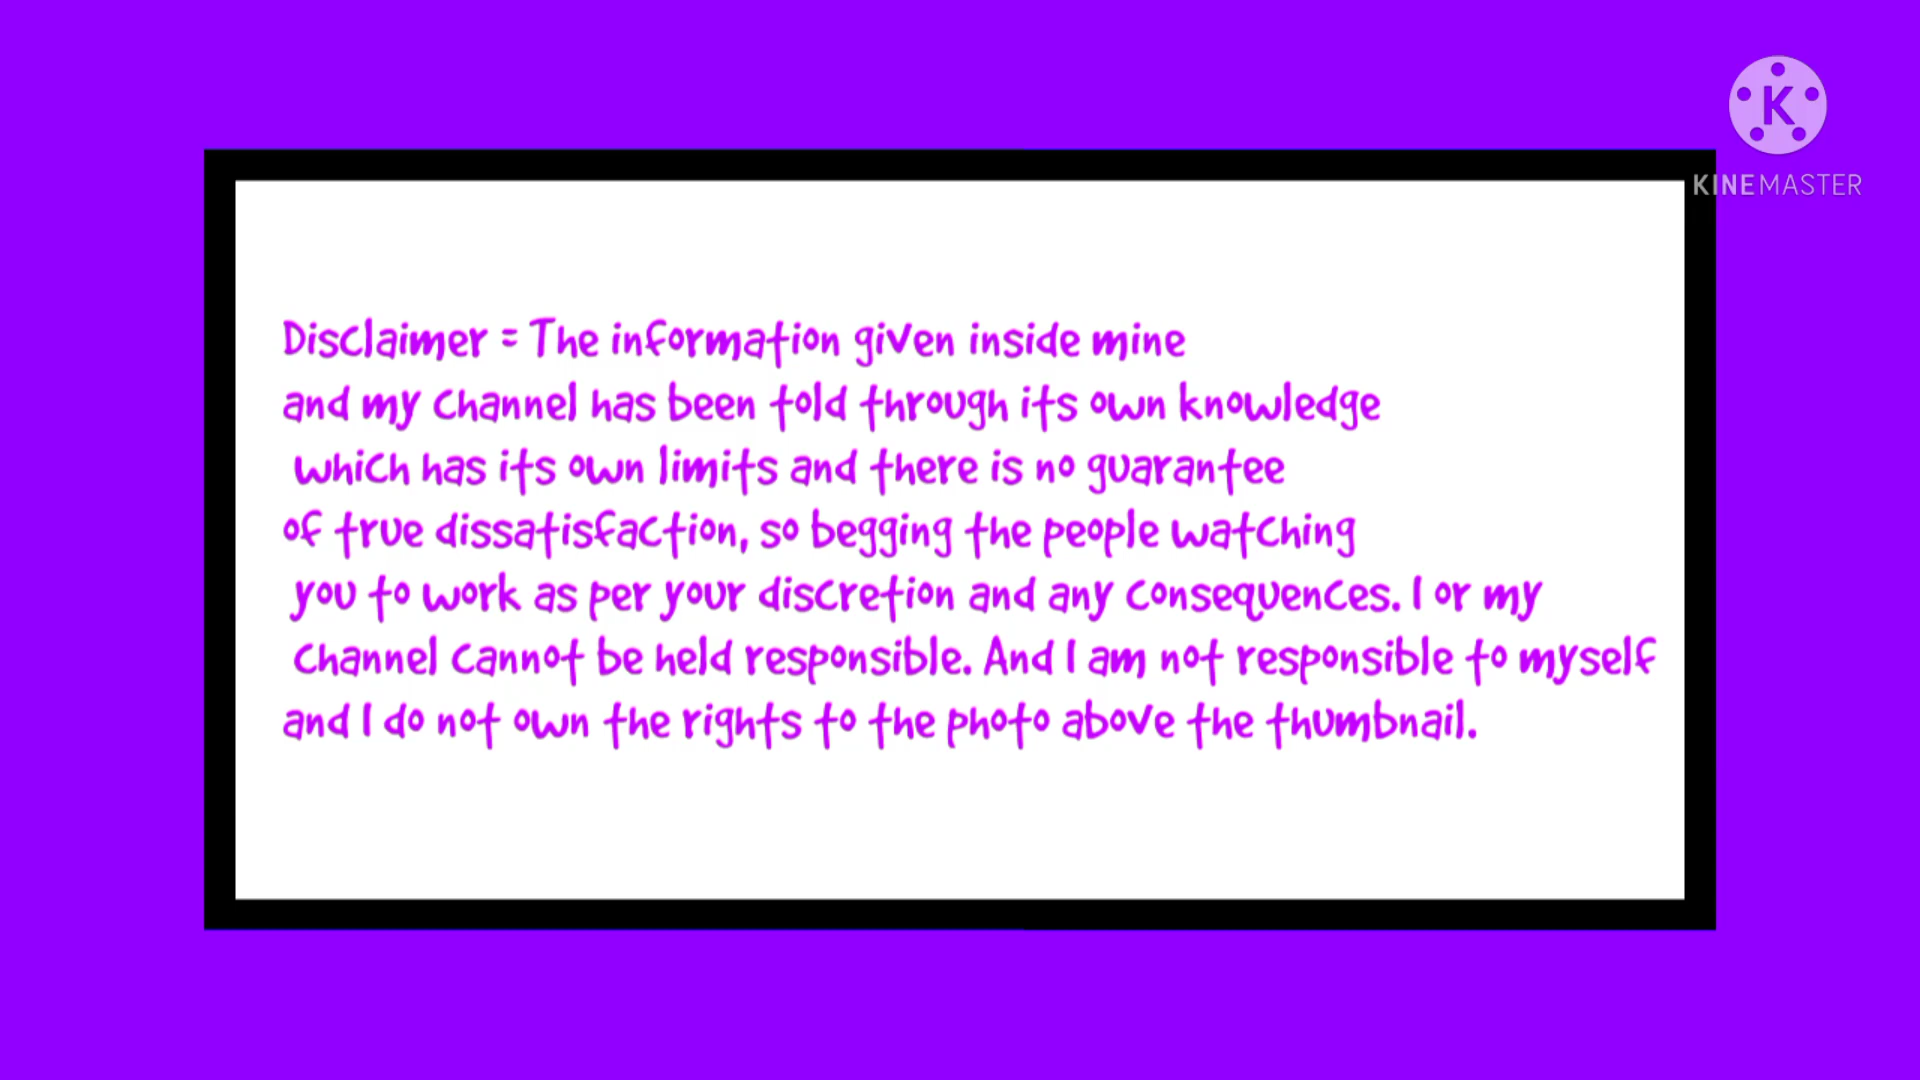 K
KINEMASTER
Disclaimer = The information given inside mine
and my channel has been told through its own knowledge
which has its own limits and there is no guarantee
of true dissatisfaction, so begging the people watching
you to work as per your discretion and any consequences. I or my
channel cannot be held responsible. And I am not responsible to myself
and I do not own the rights to the photo above the thumbnail.